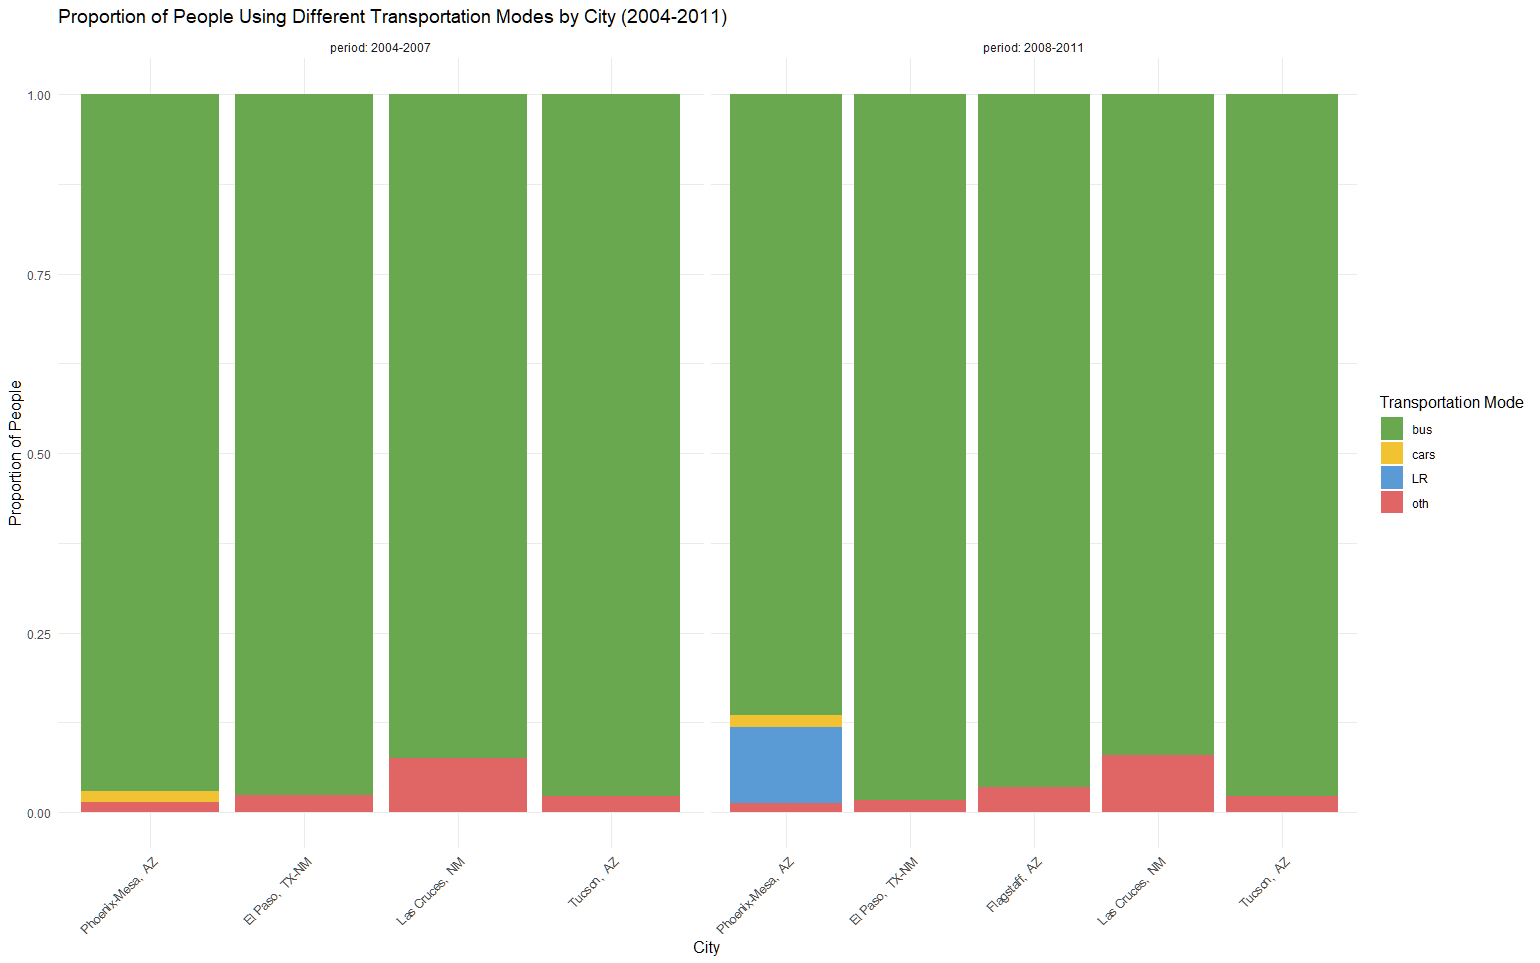 Proportion of People Using Different Transportation Modes by City (2004-2011)
period: 2004-2007
period: 2008-2011
Proportion of People
1.00
0.75
0.50
0.25
0.00
Phoenix-Mesa, AZ
El Paso, TX-NM
Las Cruces, NM
Tucson, AZ
Phoenix-Mesa, AZ
El Paso, TX-NM
Flagstaff, AZ
Las Cruces, NM
Tucson, AZ
City
Transportation Mode
bus
cars
LR
oth